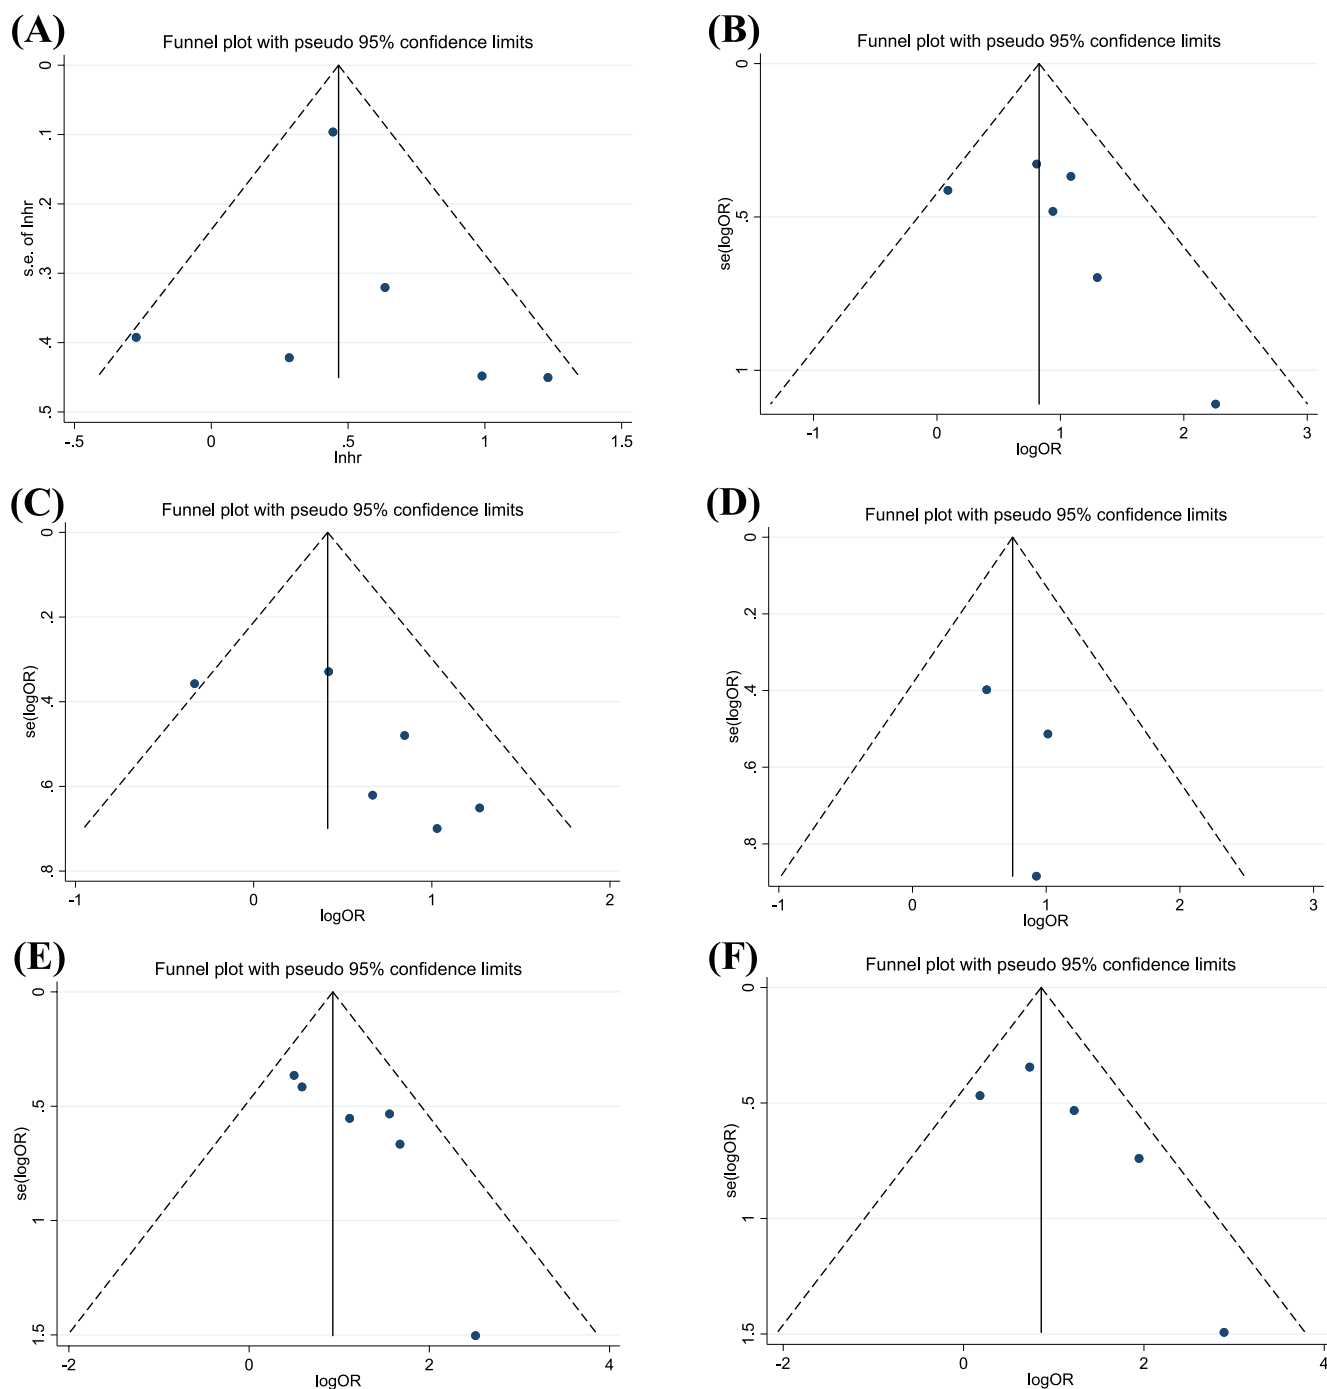 (A)
Funnel plot with pseudo 95% confidence limits
0
.1
.2
.3
.4
.5
s.e. of lnhr
-.5 0 .5 1 1.5
lnhr
(B)
Funnel plot with pseudo 95% confidence limits
0
.5
1
se(logOR)
-1 0 1 2 3
logOR
(C)
Funnel plot with pseudo 95% confidence limits
0
.2
.4
.6
.8
se(logOR)
-1 0 1 2
logOR
(D)
Funnel plot with pseudo 95% confidence limits
0
.2
.4
.6
.8
se(logOR)
-1 0 1 2 3
logOR
(E)
Funnel plot with pseudo 95% confidence limits
0
.5
1
1.5
se(logOR)
-2 0 2 4
logOR
(F)
Funnel plot with pseudo 95% confidence limits
0
.5
1
1.5
se(logOR)
-2 0 2 4
logOR